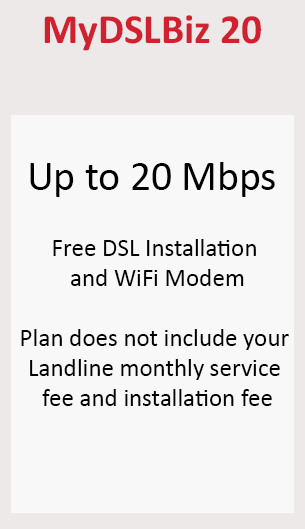 MyDSLBiz 20
Up to 20 Mbps
Free DSL Installation
and WiFi Modem
Plan does not include your
Landline monthly service
fee and installation fee